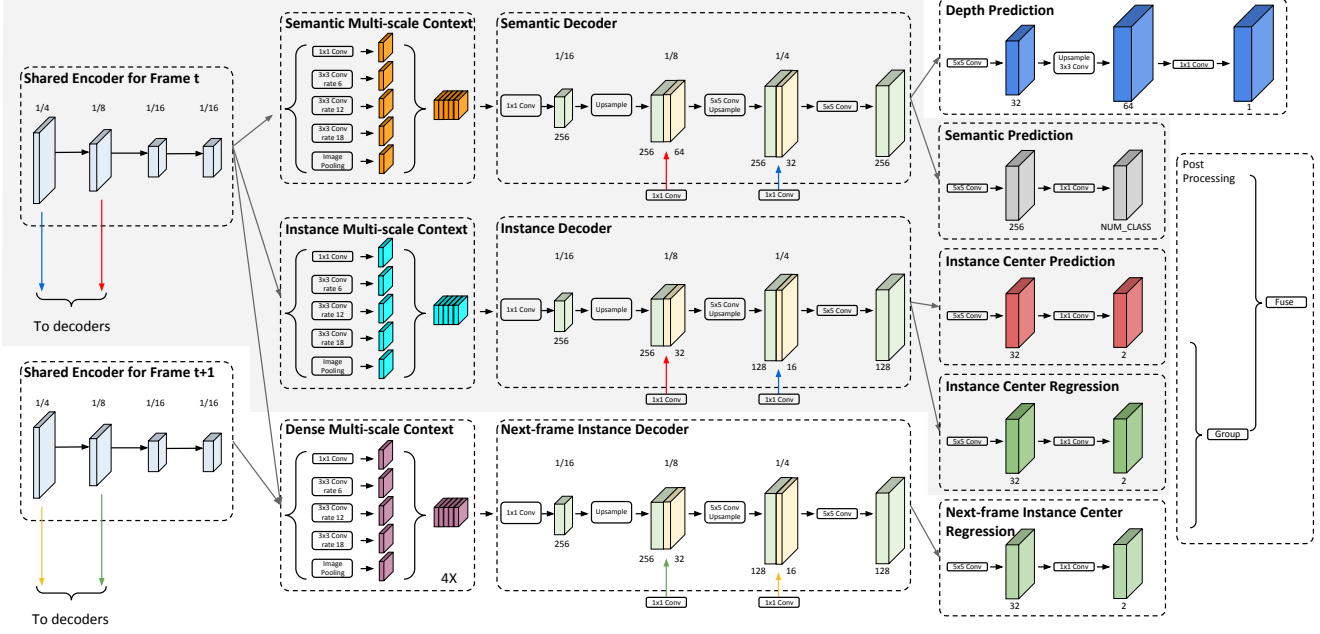 Shared Encoder for Frame t
1/4
1/8
1/16
1/16
To decoders
Shared Encoder for Frame t+1
1/4
1/8
1/16
1/16
To decoders
Semantic Multi-scale Context
1x1 Conv
3x3 Conv
rate 6
3x3 Conv
rate 12
3x3 Conv
rate 18
Image
Pooling
Semantic Decoder
1/16
1/8
1/4
1x1 Conv
256
Upsample
256
64
5x5 Conv
Upsample
256
32
5x5 Conv
256
1x1 Conv
1x1 Conv
Instance Multi-scale Context
1x1 Conv
3x3 Conv
rate 6
3x3 Conv
rate 12
3x3 Conv
rate 18
Image
Pooling
Instance Decoder
1/16
1/8
1/4
1x1 Conv
256
Upsample
256
32
5x5 Conv
Upsample
128
16
5x5 Conv
128
1x1 Conv
1x1 Conv
Dense Multi-scale Context
1x1 Conv
3x3 Conv
rate 6
3x3 Conv
rate 12
3x3 Conv
rate 18
Image
Pooling
4X
Next-frame Instance Decoder
1/16
1/8
1/4
1x1 Conv
256
Upsample
256
32
5x5 Conv
Upsample
128
16
5x5 Conv
128
1x1 Conv
1x1 Conv
Depth Prediction
5x5 Conv
32
Upsample
3x3 Conv
64
1x1 Conv
1
Semantic Prediction
5x5 Conv
256
1x1 Conv
NUM_CLASS
Instance Center Prediction
5x5 Conv
32
1x1 Conv
2
Instance Center Regression
5x5 Conv
32
1x1 Conv
2
Next-frame Instance Center
Regression
5x5 Conv
32
1x1 Conv
2
Post
Processing
Group
Fuse